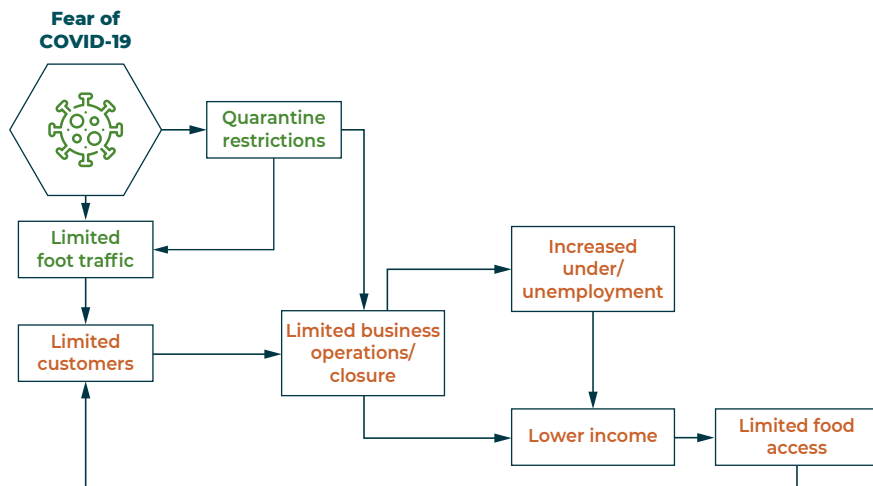 Fear of
COVID-19
Quarantine
restrictions
Limited
foot traffic
Increased
under/
unemployment
Limited
customers
Limited business
operations/
closure
Lower income
Limited food
access